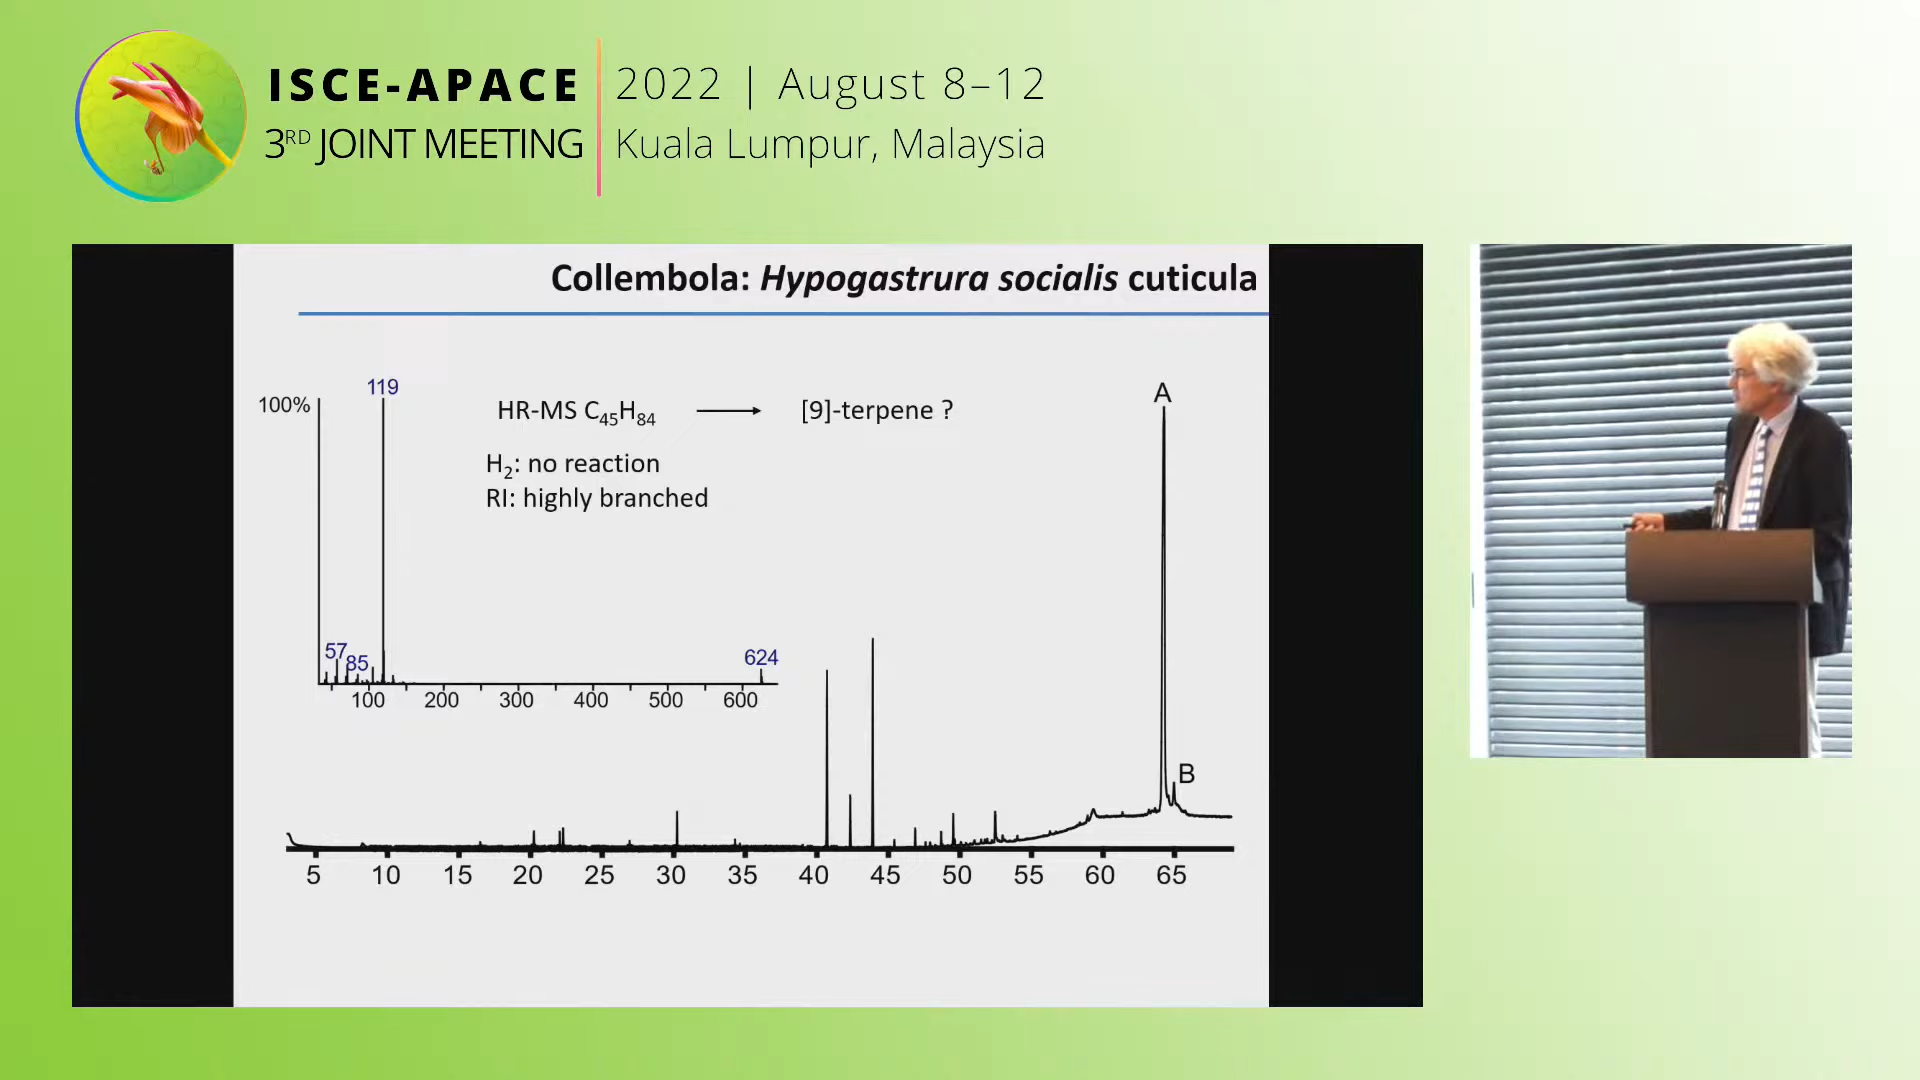 ISCE-APACE
3RD JOINT MEETING
2022 | August 8–12
Kuala Lumpur, Malaysia
Collembola: Hypogastrura socialis cuticula
119
100%
HR-MS C45H84
[9]-terpene ?
H2: no reaction
RI: highly branched
57
85
624
100 200 300 400 500 600
A
B
5 10 15 20 25 30 35 40 45 50 55 60 65